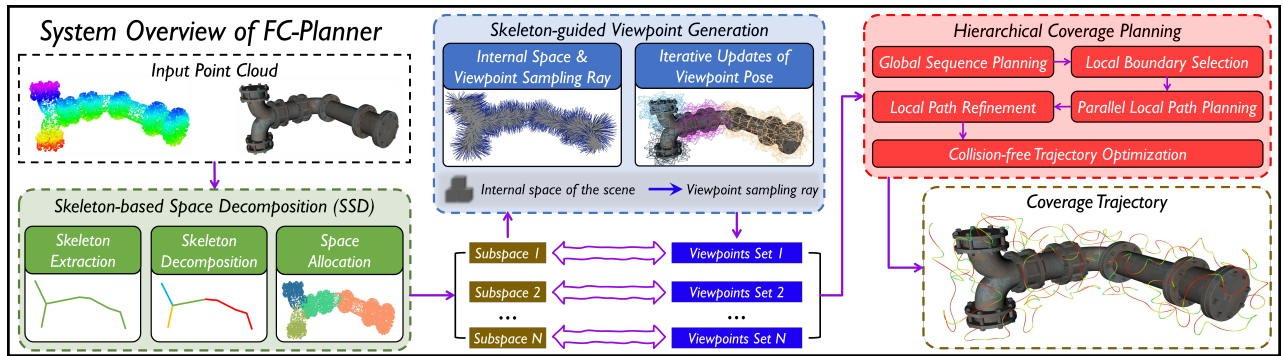 System Overview of FC-Planner
Input Point Cloud
Skeleton-based Space Decomposition (SSD)
Skeleton
Extraction
Skeleton
Decomposition
Space
Allocation
Skeleton-guided Viewpoint Generation
Internal Space &
Viewpoint Sampling Ray
Iterative Updates of
Viewpoint Pose
Internal space of the scene
Viewpoint sampling ray
Subspace 1
Viewpoints Set 1
Subspace 2
Viewpoints Set 2
...
...
Subspace N
Viewpoints Set N
Hierarchical Coverage Planning
Global Sequence Planning
Local Boundary Selection
Local Path Refinement
Parallel Local Path Planning
Collision-free Trajectory Optimization
Coverage Trajectory